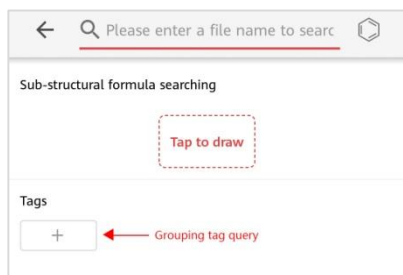 Please enter a file name to searc
Sub-structural formula searching
Tap to draw
Tags
+
Grouping tag query